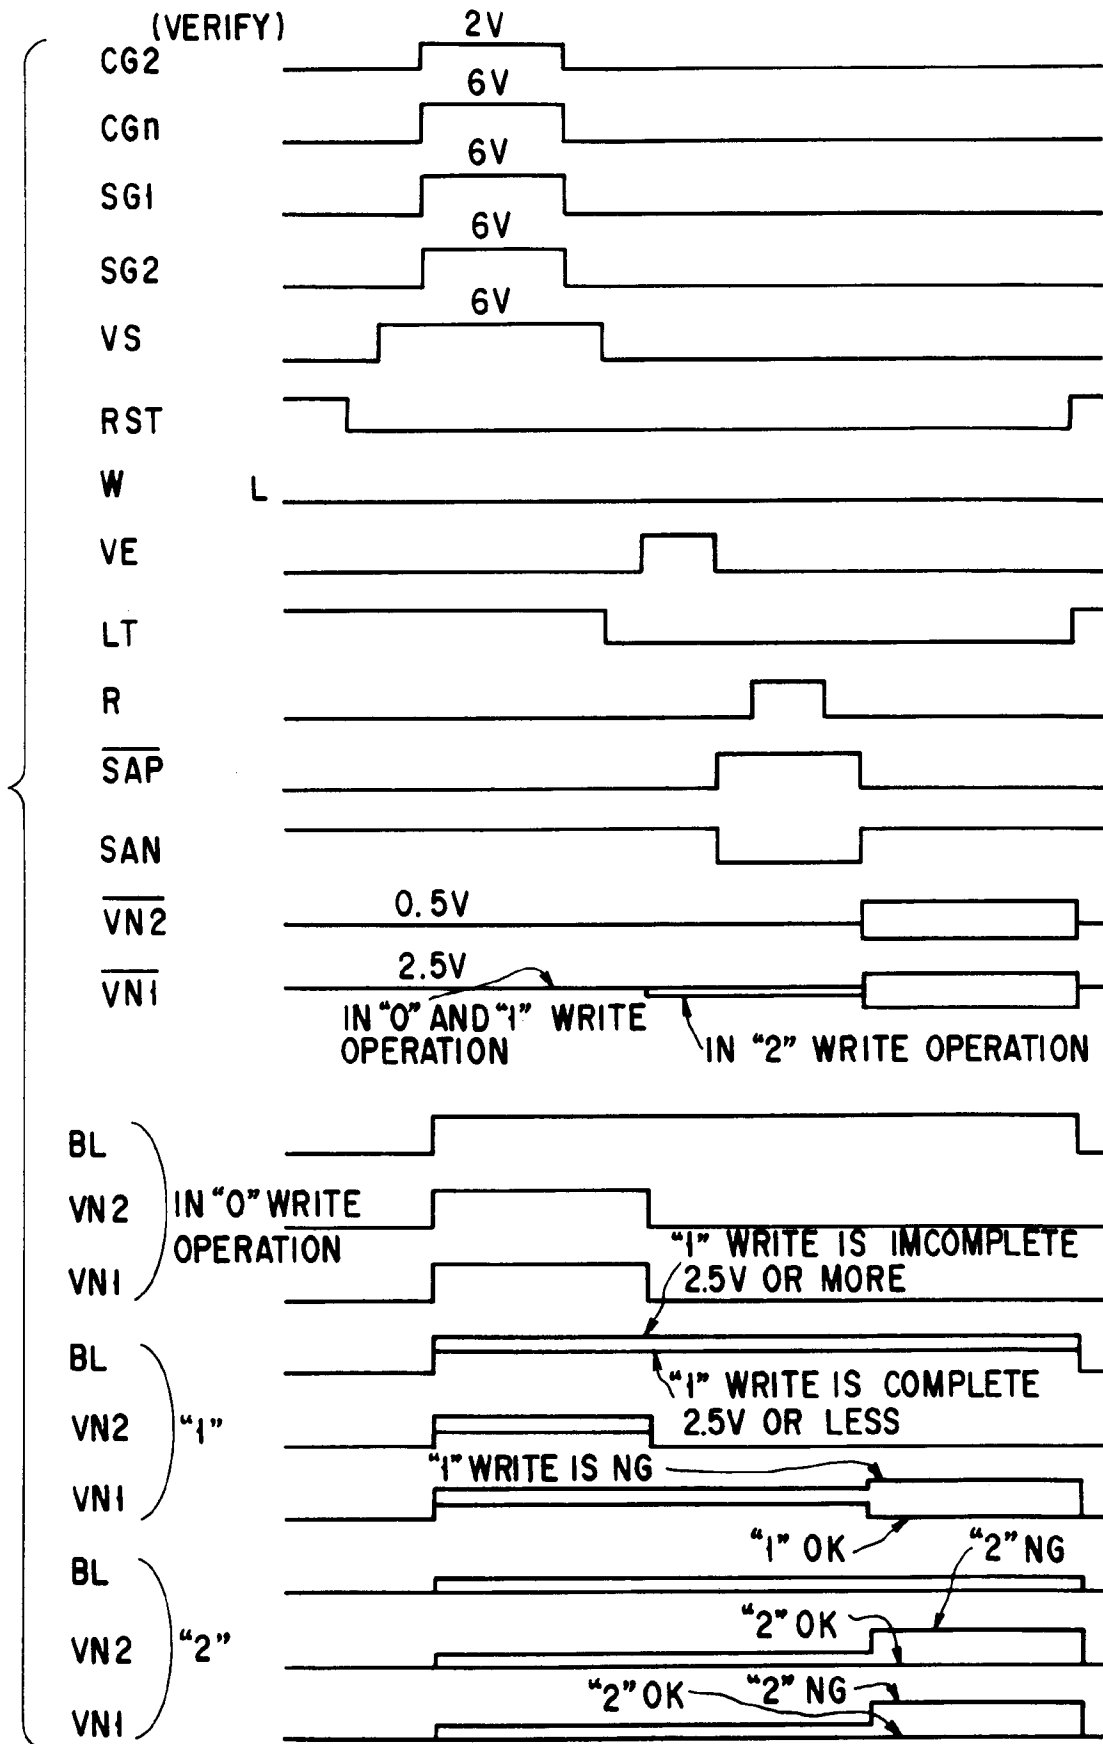 (VERIFY)
2V
CG2
6V
CGn
6V
SG1
6V
SG2
6V
VS
RST
W L
VE
LT
R
SAP
SAN
VN2 0.5V
VN1 2.5V
IN "0" AND "1" WRITE
OPERATION
IN "2" WRITE OPERATION
BL
VN2
VN1
IN "0" WRITE
OPERATION
"1" WRITE IS IMCOMPLETE
2.5V OR MORE
BL
VN2
VN1
"1"
"1" WRITE IS COMPLETE
2.5V OR LESS
"1" WRITE IS NG
"1" OK
BL
VN2
VN1
"2"
"2" NG
"2" OK
"2" OK
"2" NG